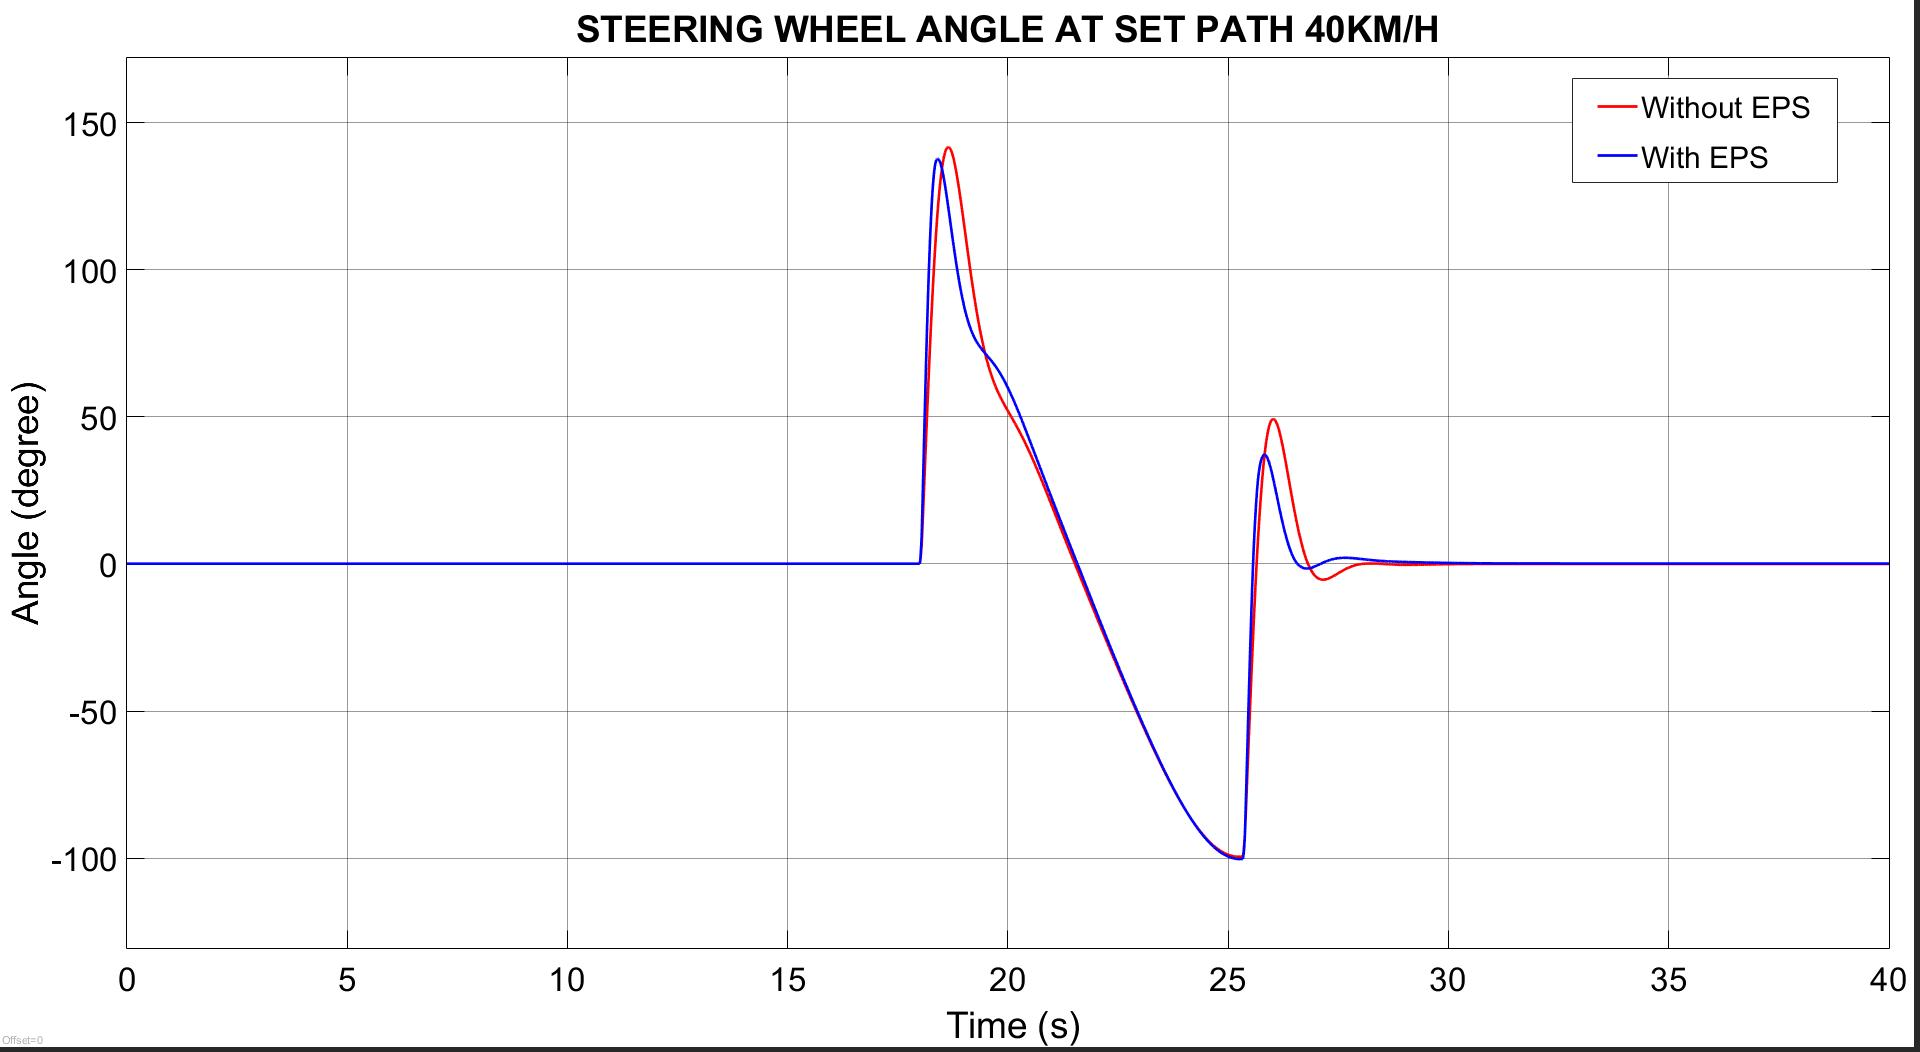 STEERING WHEEL ANGLE AT SET PATH 40KM/H
Without EPS
With EPS
150
100
50
0
-50
-100
Angle (degree)
0 5 10 15 20 25 30 35 40
Time (s)
Offset=0